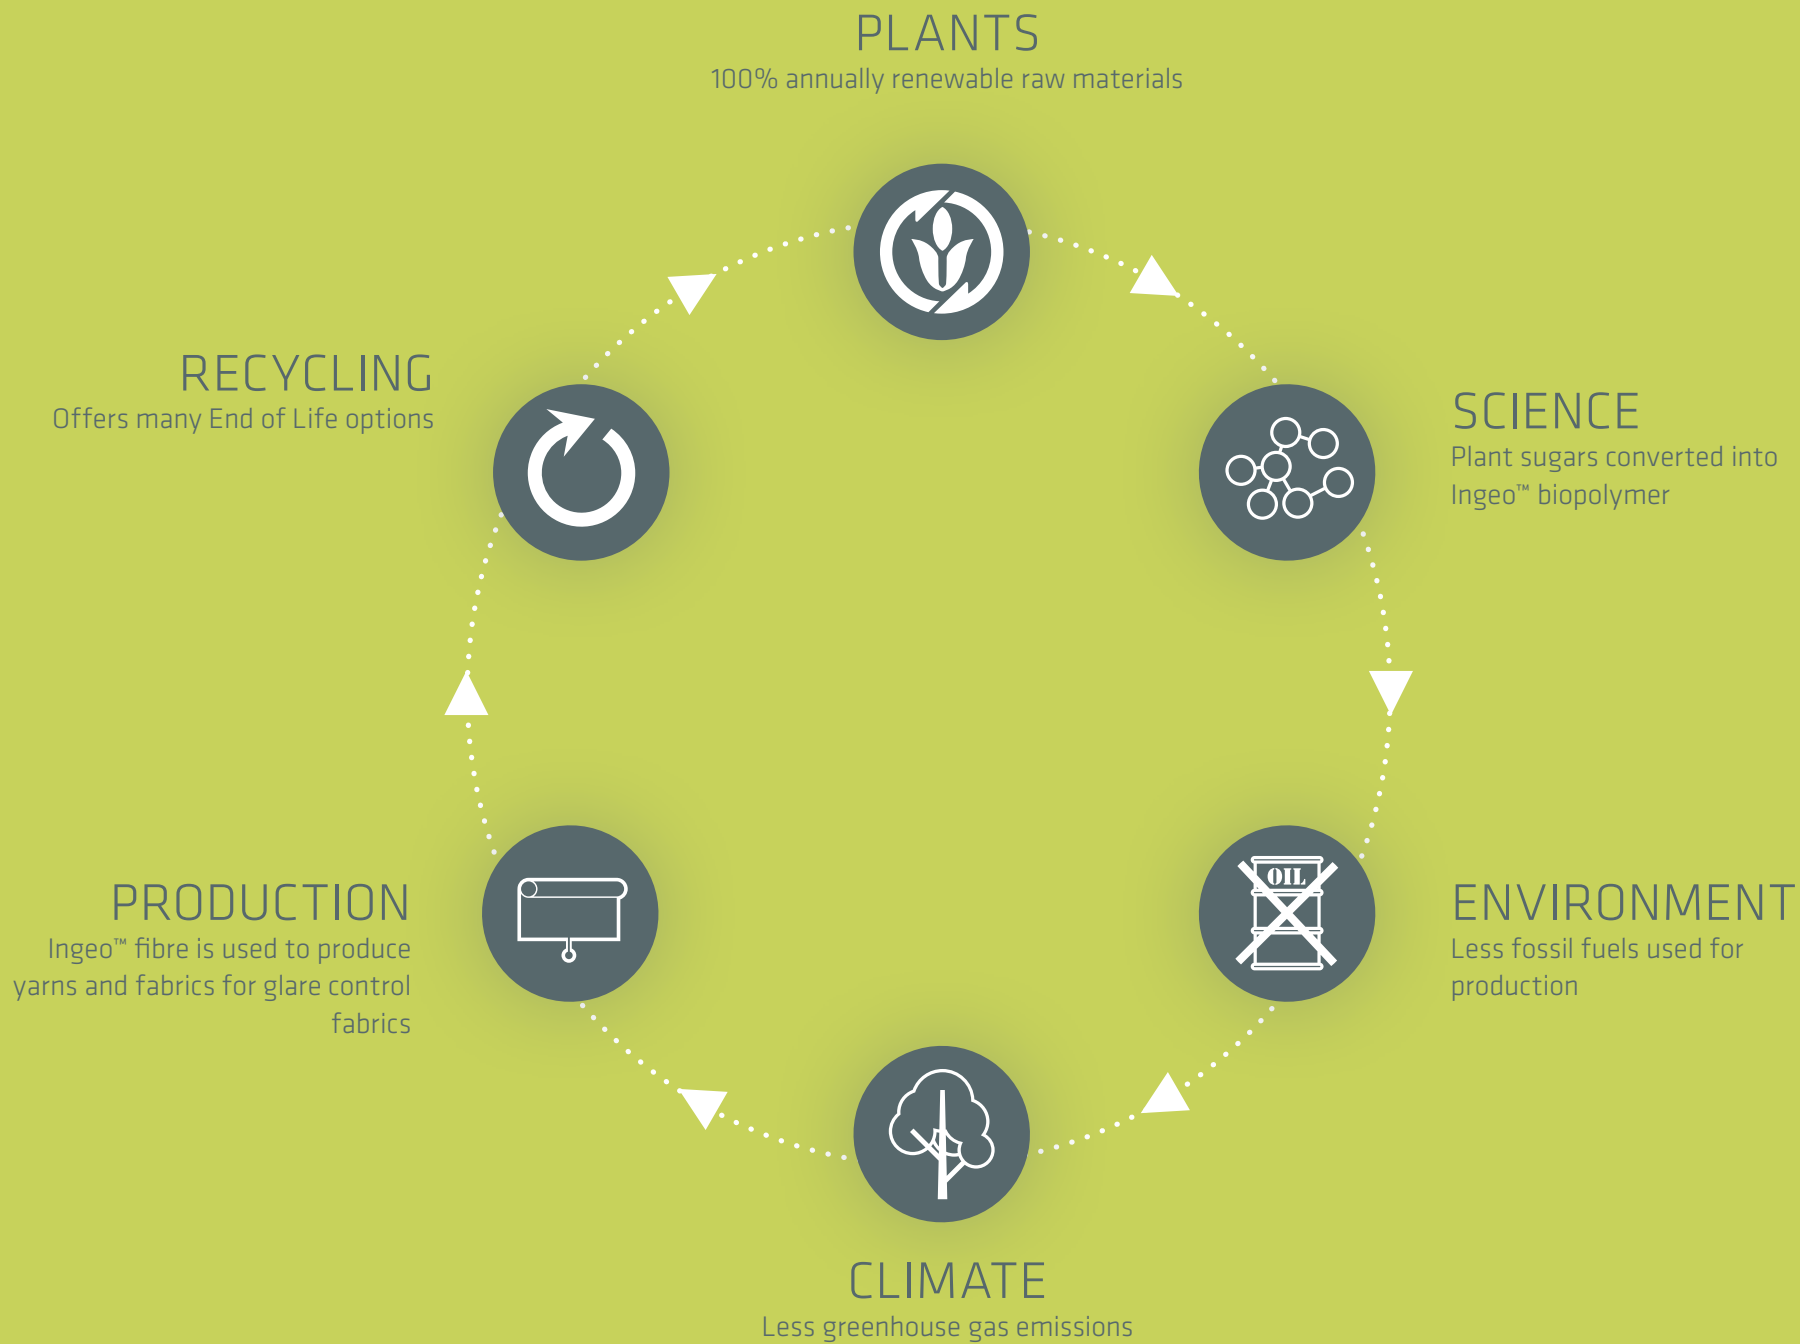 PLANTS
100% annually renewable raw materials
RECYCLING
Offers many End of Life options
SCIENCE
Plant sugars converted into
Ingeo™ biopolymer
PRODUCTION
Ingeo™ fibre is used to produce
yarns and fabrics for glare control
fabrics
OIL
ENVIRONMENT
Less fossil fuels used for
production
CLIMATE
Less greenhouse gas emissions